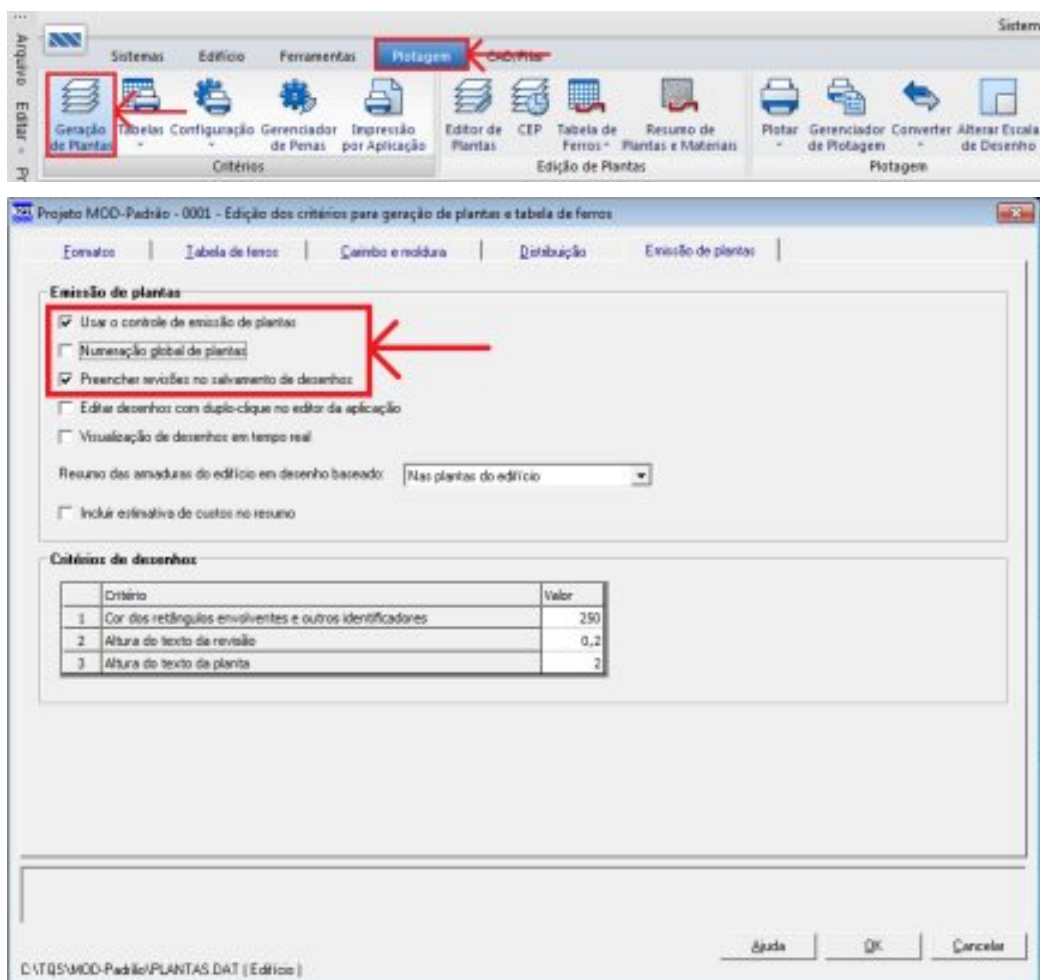 Sistem
Arquivo Editar - Pr
Sistemas Edifício Ferramentas Plotagem CAD/Pilar
Geração de Plantas
Tabelas
Configuração
Gerenciador de Penas
Impressão por Aplicação
Editor de Plantas
CEP
Tabela de Ferros
Resumo de Plantas e Materiais
Plotar
Gerenciador de Plotagem
Converter
Alterar Escala de Desenho
Critérios
Edição de Plantas
Plotagem
Projeto MOD-Padrão - 0001 - Edição dos critérios para geração de plantas e tabela de ferros
Formatos Tabela de ferros Carimbo e moldura Distribuição Emissão de plantas
Emissão de plantas
Usar o controle de emissão de plantas
Numeração global de plantas
Preencher revisões no salvamento de desenhos
Editar desenhos com duplo-clique no editor da aplicação
Visualização de desenhos em tempo real
Resumo das armaduras do edifício em desenho baseado: Nas plantas do edifício
Incluir estimativa de custos no resumo
Critérios de desenhos
Critério Valor
1 Cor dos retângulos envolventes e outros identificadores 250
2 Altura do texto da revisão 0,2
3 Altura do texto da planta 2
Ajuda OK Cancelar
C:\TQS\MOD-Padrão\PLANTAS.DAT ( Edifício )